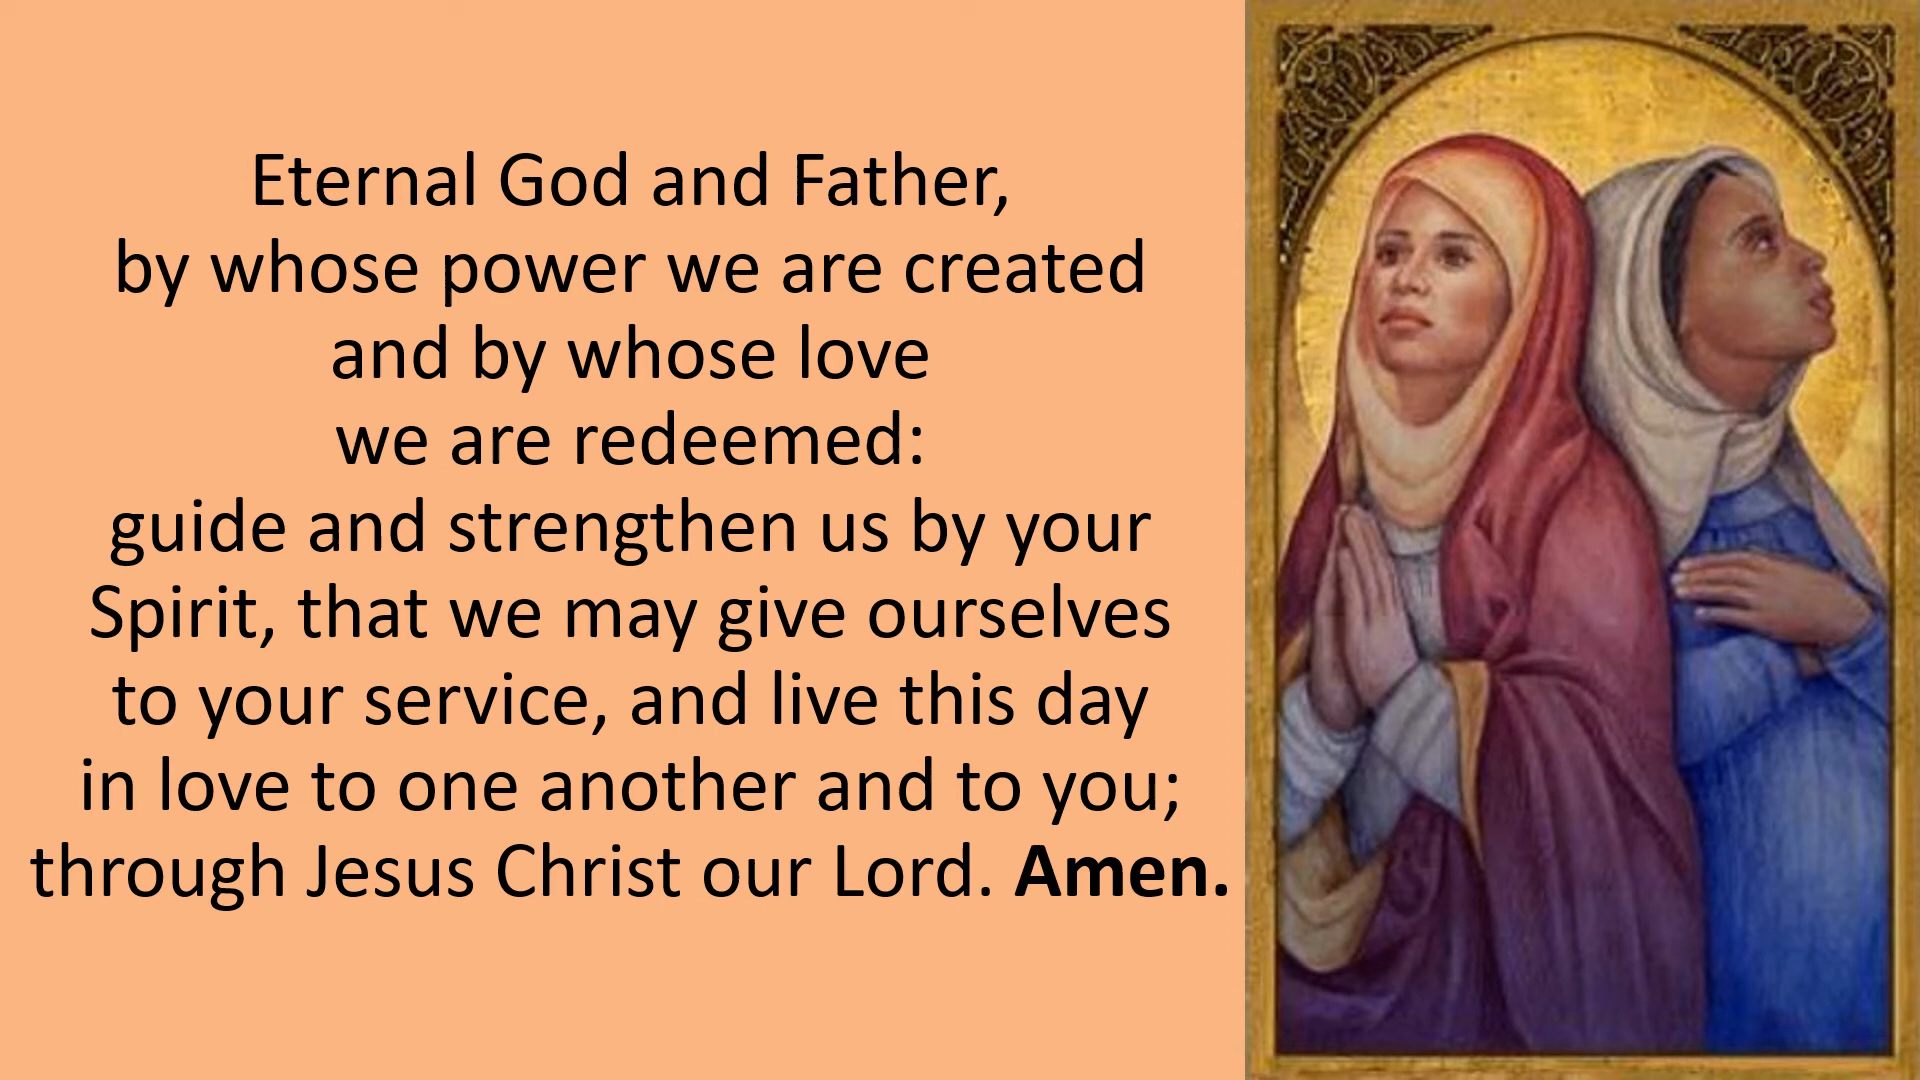 Eternal God and Father,
by whose power we are created
and by whose love
we are redeemed:
guide and strengthen us by your
Spirit, that we may give ourselves
to your service, and live this day
in love to one another and to you;
through Jesus Christ our Lord. Amen.